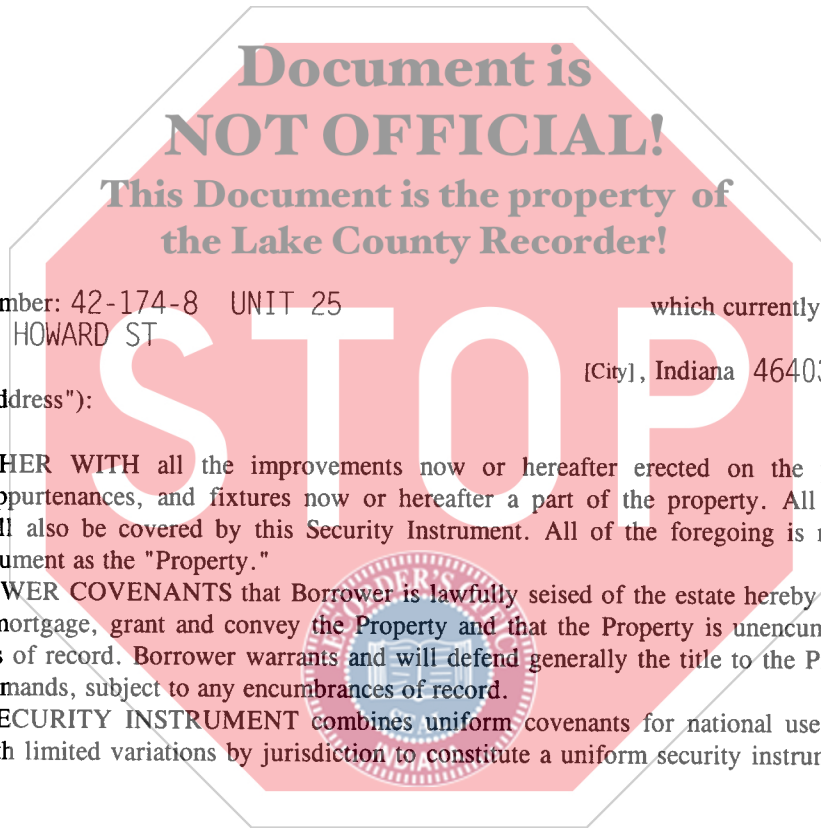 Document is
NOT OFFICIAL!
This Document is the property of
the Lake County Recorder!
mber: 42-174-8 UNIT 25 which currently
HOWARD ST
[City], Indiana 46403
ddress"):
STOP
HER WITH all the improvements now or hereafter erected on the
ppurtenances, and fixtures now or hereafter a part of the property. All
ll also be covered by this Security Instrument. All of the foregoing is
ument as the "Property."
WER COVENANTS that Borrower is lawfully seised of the estate hereby
mortgage, grant and convey the Property and that the Property is unencum
s of record. Borrower warrants and will defend generally the title to the P
mands, subject to any encumbrances of record.
ECURITY INSTRUMENT combines uniform covenants for national use
th limited variations by jurisdiction to constitute a uniform security instru